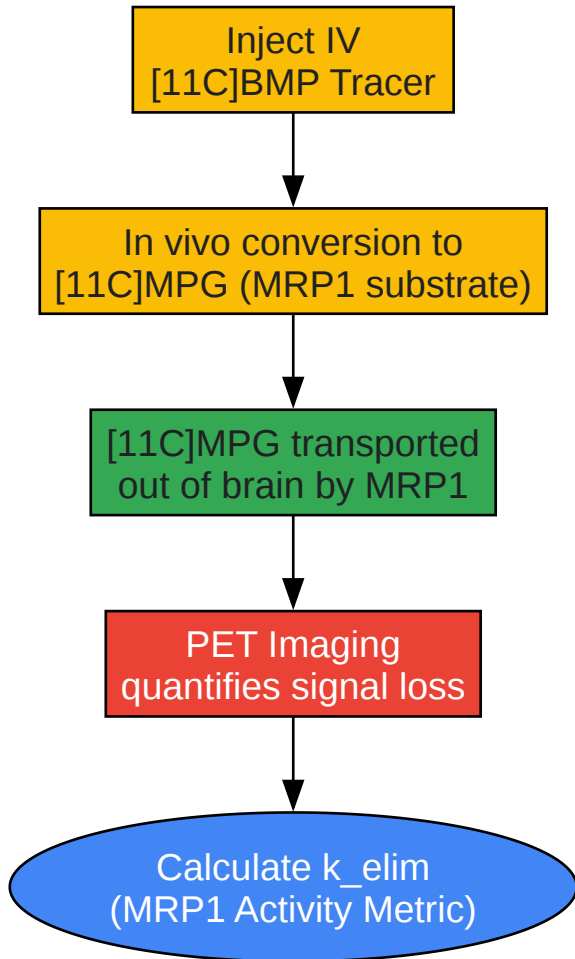 Inject IV
[11C]BMP Tracer
In vivo conversion to
[11C]MPG (MRP1 substrate)
[11C]MPG transported
out of brain by MRP1
PET Imaging
quantifies signal loss
Calculate k_elim
(MRP1 Activity Metric)